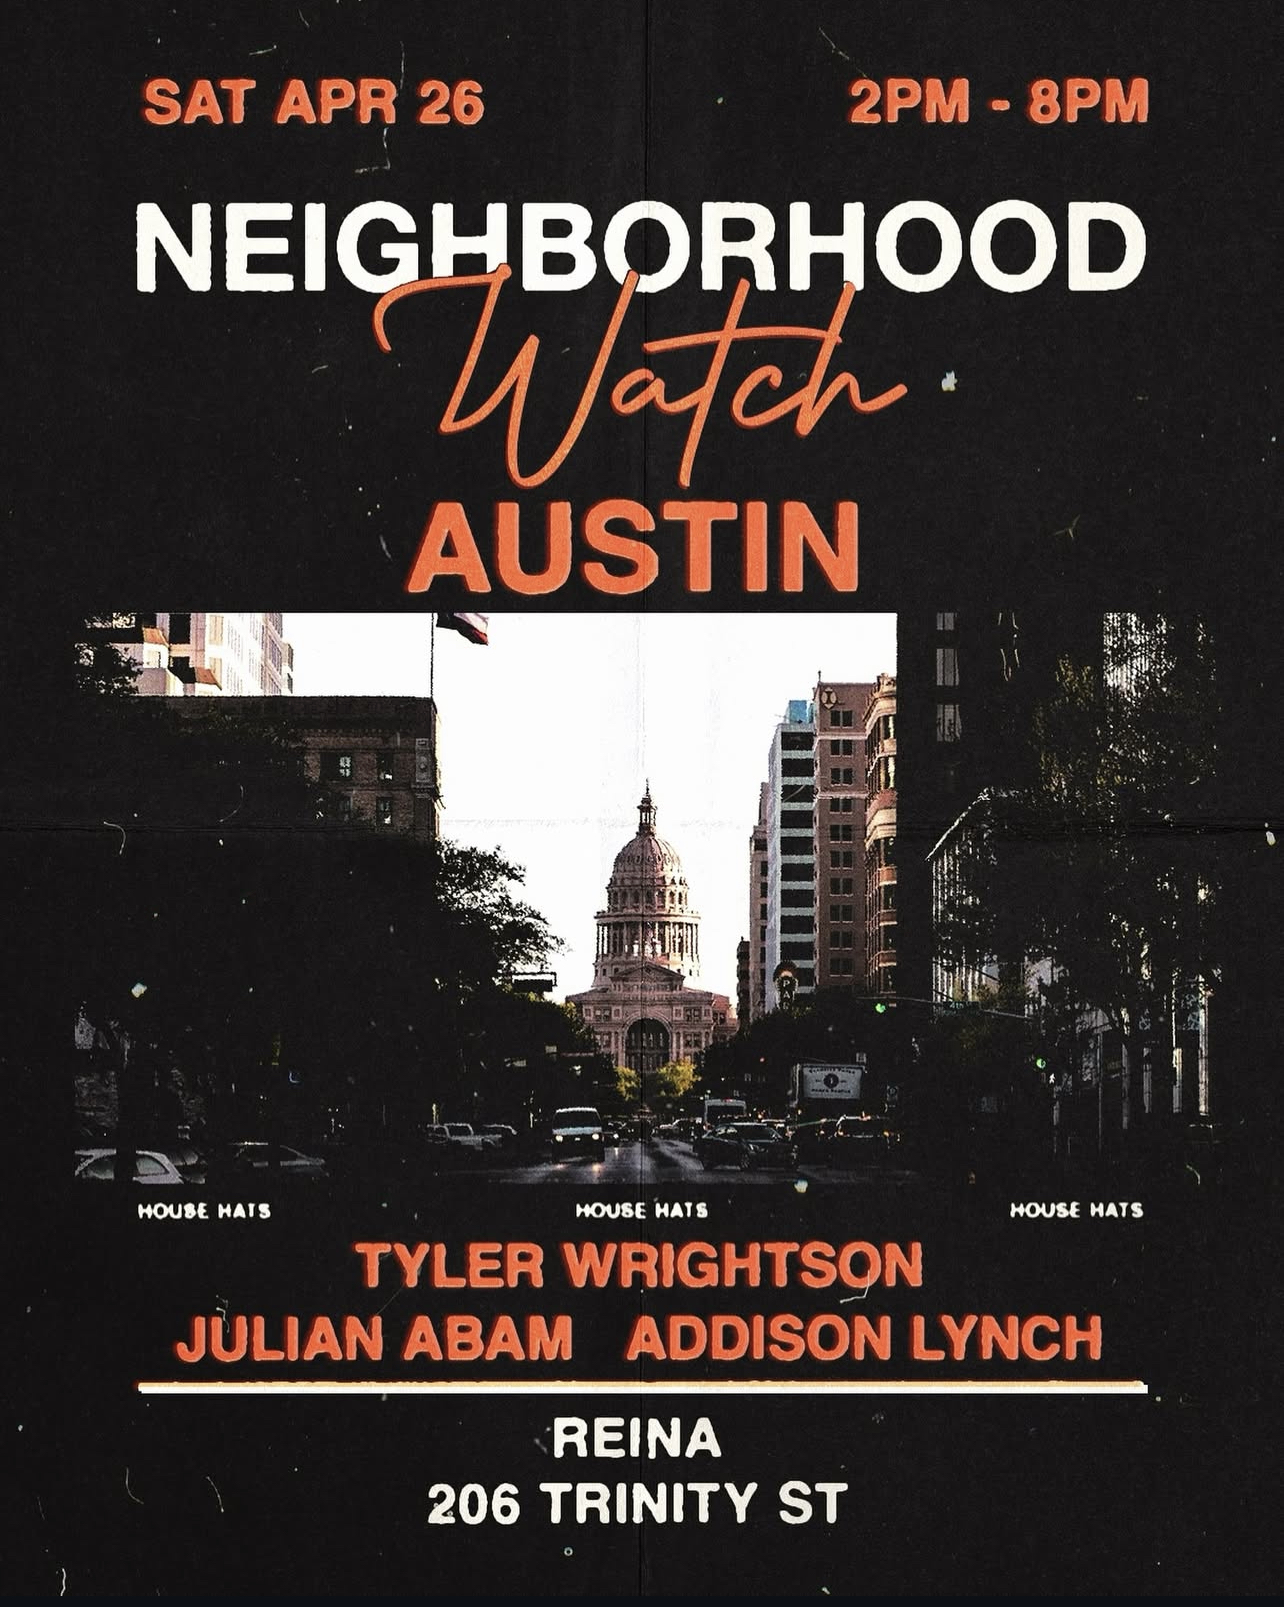 SAT APR 26
2PM - 8PM
NEIGHBORHOOD
Watch
AUSTIN
HOUSE HATS
HOUSE HATS
HOUSE HATS
TYLER WRIGHTSON
JULIAN ABAM ADDISON LYNCH
REINA
206 TRINITY ST